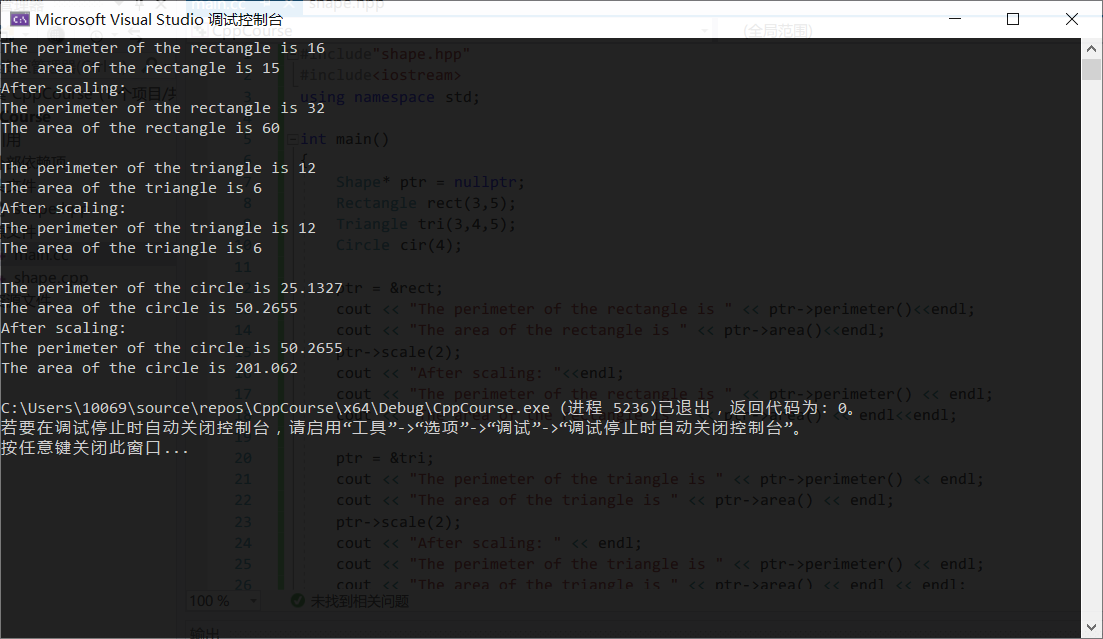 Microsoft Visual Studio 调试控制台
The perimeter of the rectangle is 16
The area of the rectangle is 15
After scaling:
The perimeter of the rectangle is 32
The area of the rectangle is 60
The perimeter of the triangle is 12
The area of the triangle is 6
After scaling:
The perimeter of the triangle is 12
The area of the triangle is 6
The perimeter of the circle is 25.1327
The area of the circle is 50.2655
After scaling:
The perimeter of the circle is 50.2655
The area of the circle is 201.062
C:\Users\10069\source\repos\CppCourse\x64\Debug\CppCourse.exe (进程 5236)已退出，返回代码为: 0。
若要在调试停止时自动关闭控制台，请启用“工具”->“选项”->“调试”->“调试停止时自动关闭控制台”。
按任意键关闭此窗口...
main.cc
shape.hpp
CppCourse
(全局范围)
#include"shape.hpp"
#include<iostream>
using namespace std;
int main()
{
Shape* ptr = nullptr;
8 Rectangle rect(3,5);
Triangle tri(3,4,5);
Circle cir(4);
11
ptr = &rect;
cout << "The perimeter of the rectangle is " << ptr->perimeter()<<endl;
14 cout << "The area of the rectangle is " << ptr->area()<<endl;
ptr->scale(2);
cout << "After scaling: "<<endl;
17 cout << "The perimeter of the rectangle is " << ptr->perimeter() << endl;
20 ptr = &tri;
21 cout << "The perimeter of the triangle is " << ptr->perimeter() << endl;
22 cout << "The area of the triangle is " << ptr->area() << endl;
23 ptr->scale(2);
24 cout << "After scaling: " << endl;
25 cout << "The perimeter of the triangle is " << ptr->perimeter() << endl;
26 cout << "The area of the triangle is " << ptr->area() << endl << endl;
main.cc
shape.cpp
100 %
未找到相关问题
输出